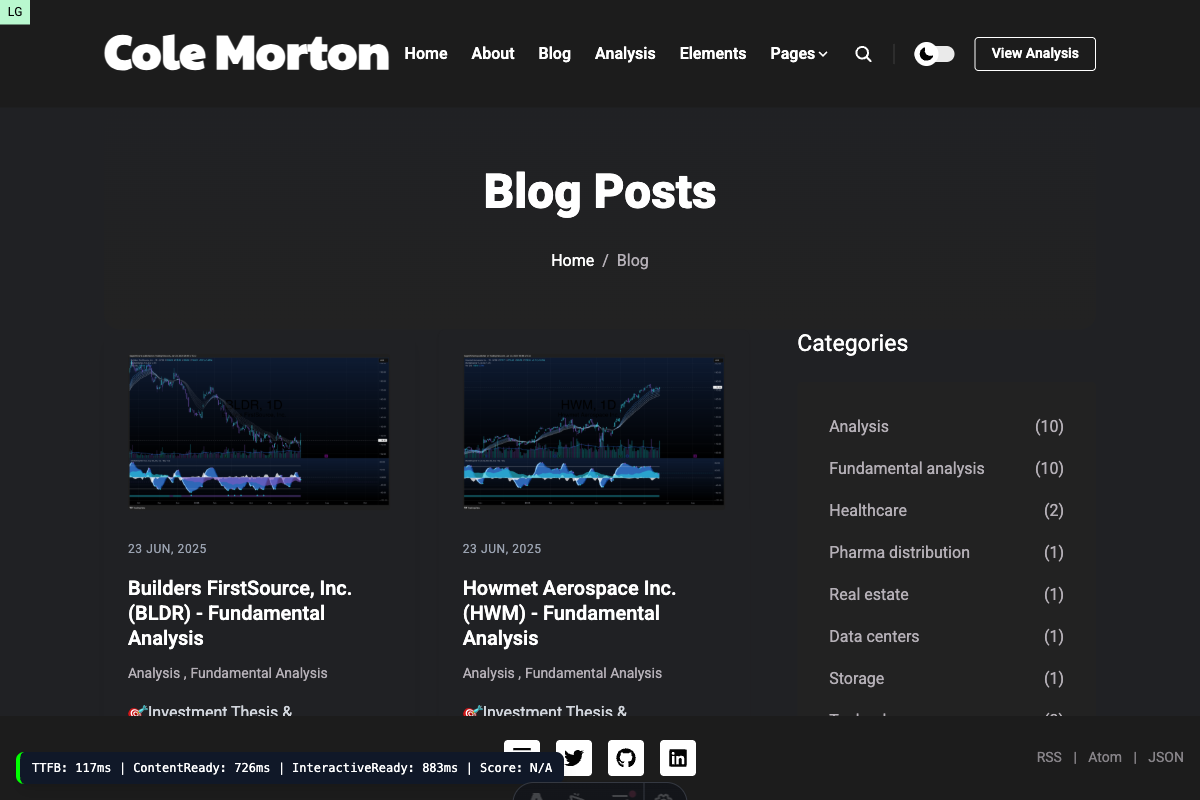 LG
Cole Morton
Home About Blog Analysis Elements Pages View Analysis
Blog Posts
Home / Blog
Categories
BLDR, 1D
HWM, 1D
Analysis (10)
Fundamental analysis (10)
Healthcare (2)
Pharma distribution (1)
Real estate (1)
Data centers (1)
Storage (1)
23 JUN, 2025
Builders FirstSource, Inc.
(BLDR) - Fundamental
Analysis
Analysis , Fundamental Analysis
🎯Investment Thesis &
23 JUN, 2025
Howmet Aerospace Inc.
(HWM) - Fundamental
Analysis
Analysis , Fundamental Analysis
🎯Investment Thesis &
RSS | Atom | JSON
TTFB: 117ms | ContentReady: 726ms | InteractiveReady: 883ms | Score: N/A